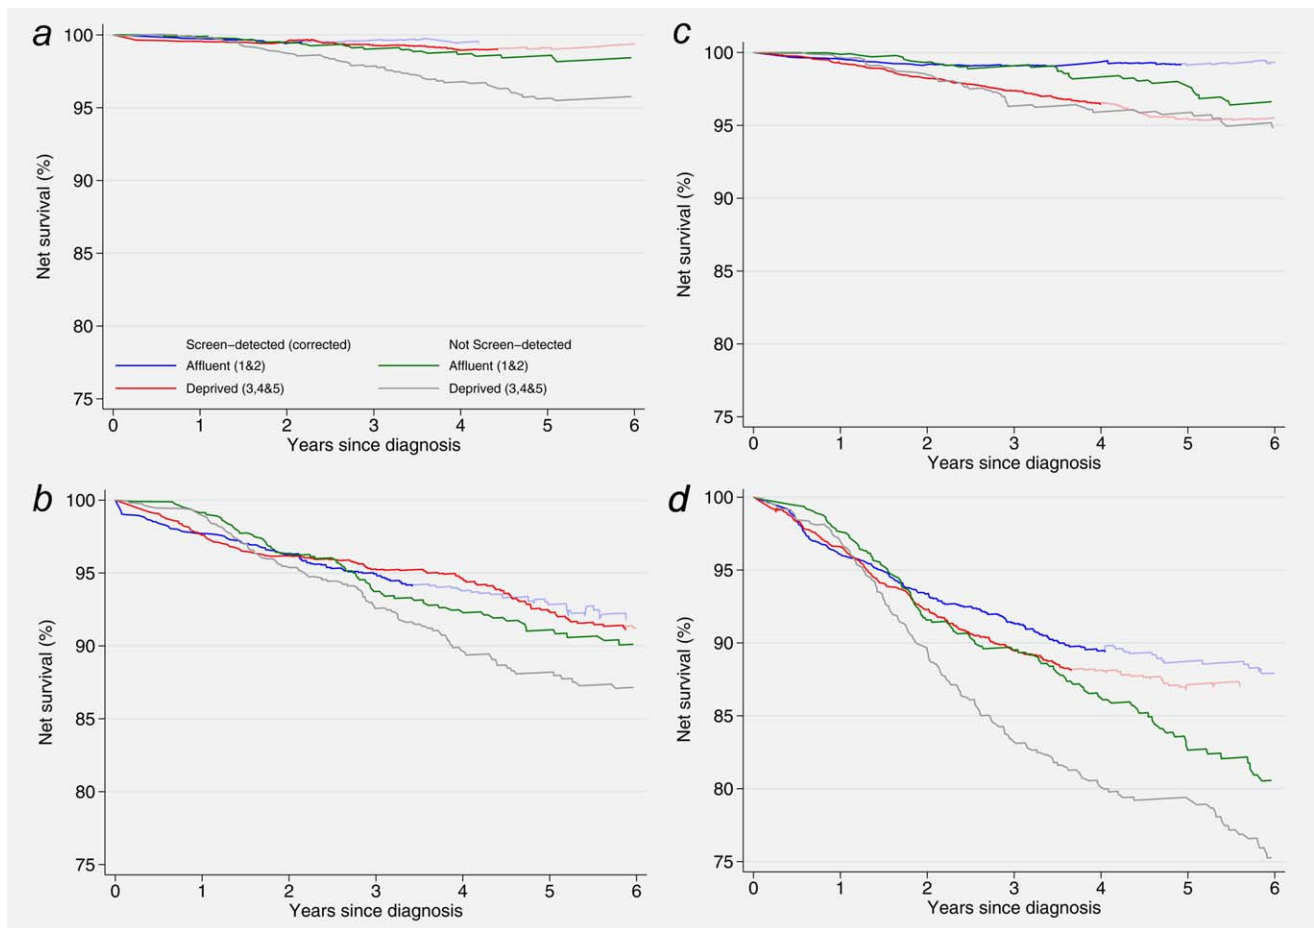 a
100
95
90
85
80
75
Net survival (%)
Screen-detected (corrected) Not Screen-detected
Affluent (1&2) Affluent (1&2)
Deprived (3,4&5) Deprived (3,4&5)
0 1 2 3 4 5 6
Years since diagnosis
c
100
95
90
85
80
75
Net survival (%)
0 1 2 3 4 5 6
Years since diagnosis
b
100
95
90
85
80
75
Net survival (%)
0 1 2 3 4 5 6
Years since diagnosis
d
100
95
90
85
80
75
Net survival (%)
0 1 2 3 4 5 6
Years since diagnosis